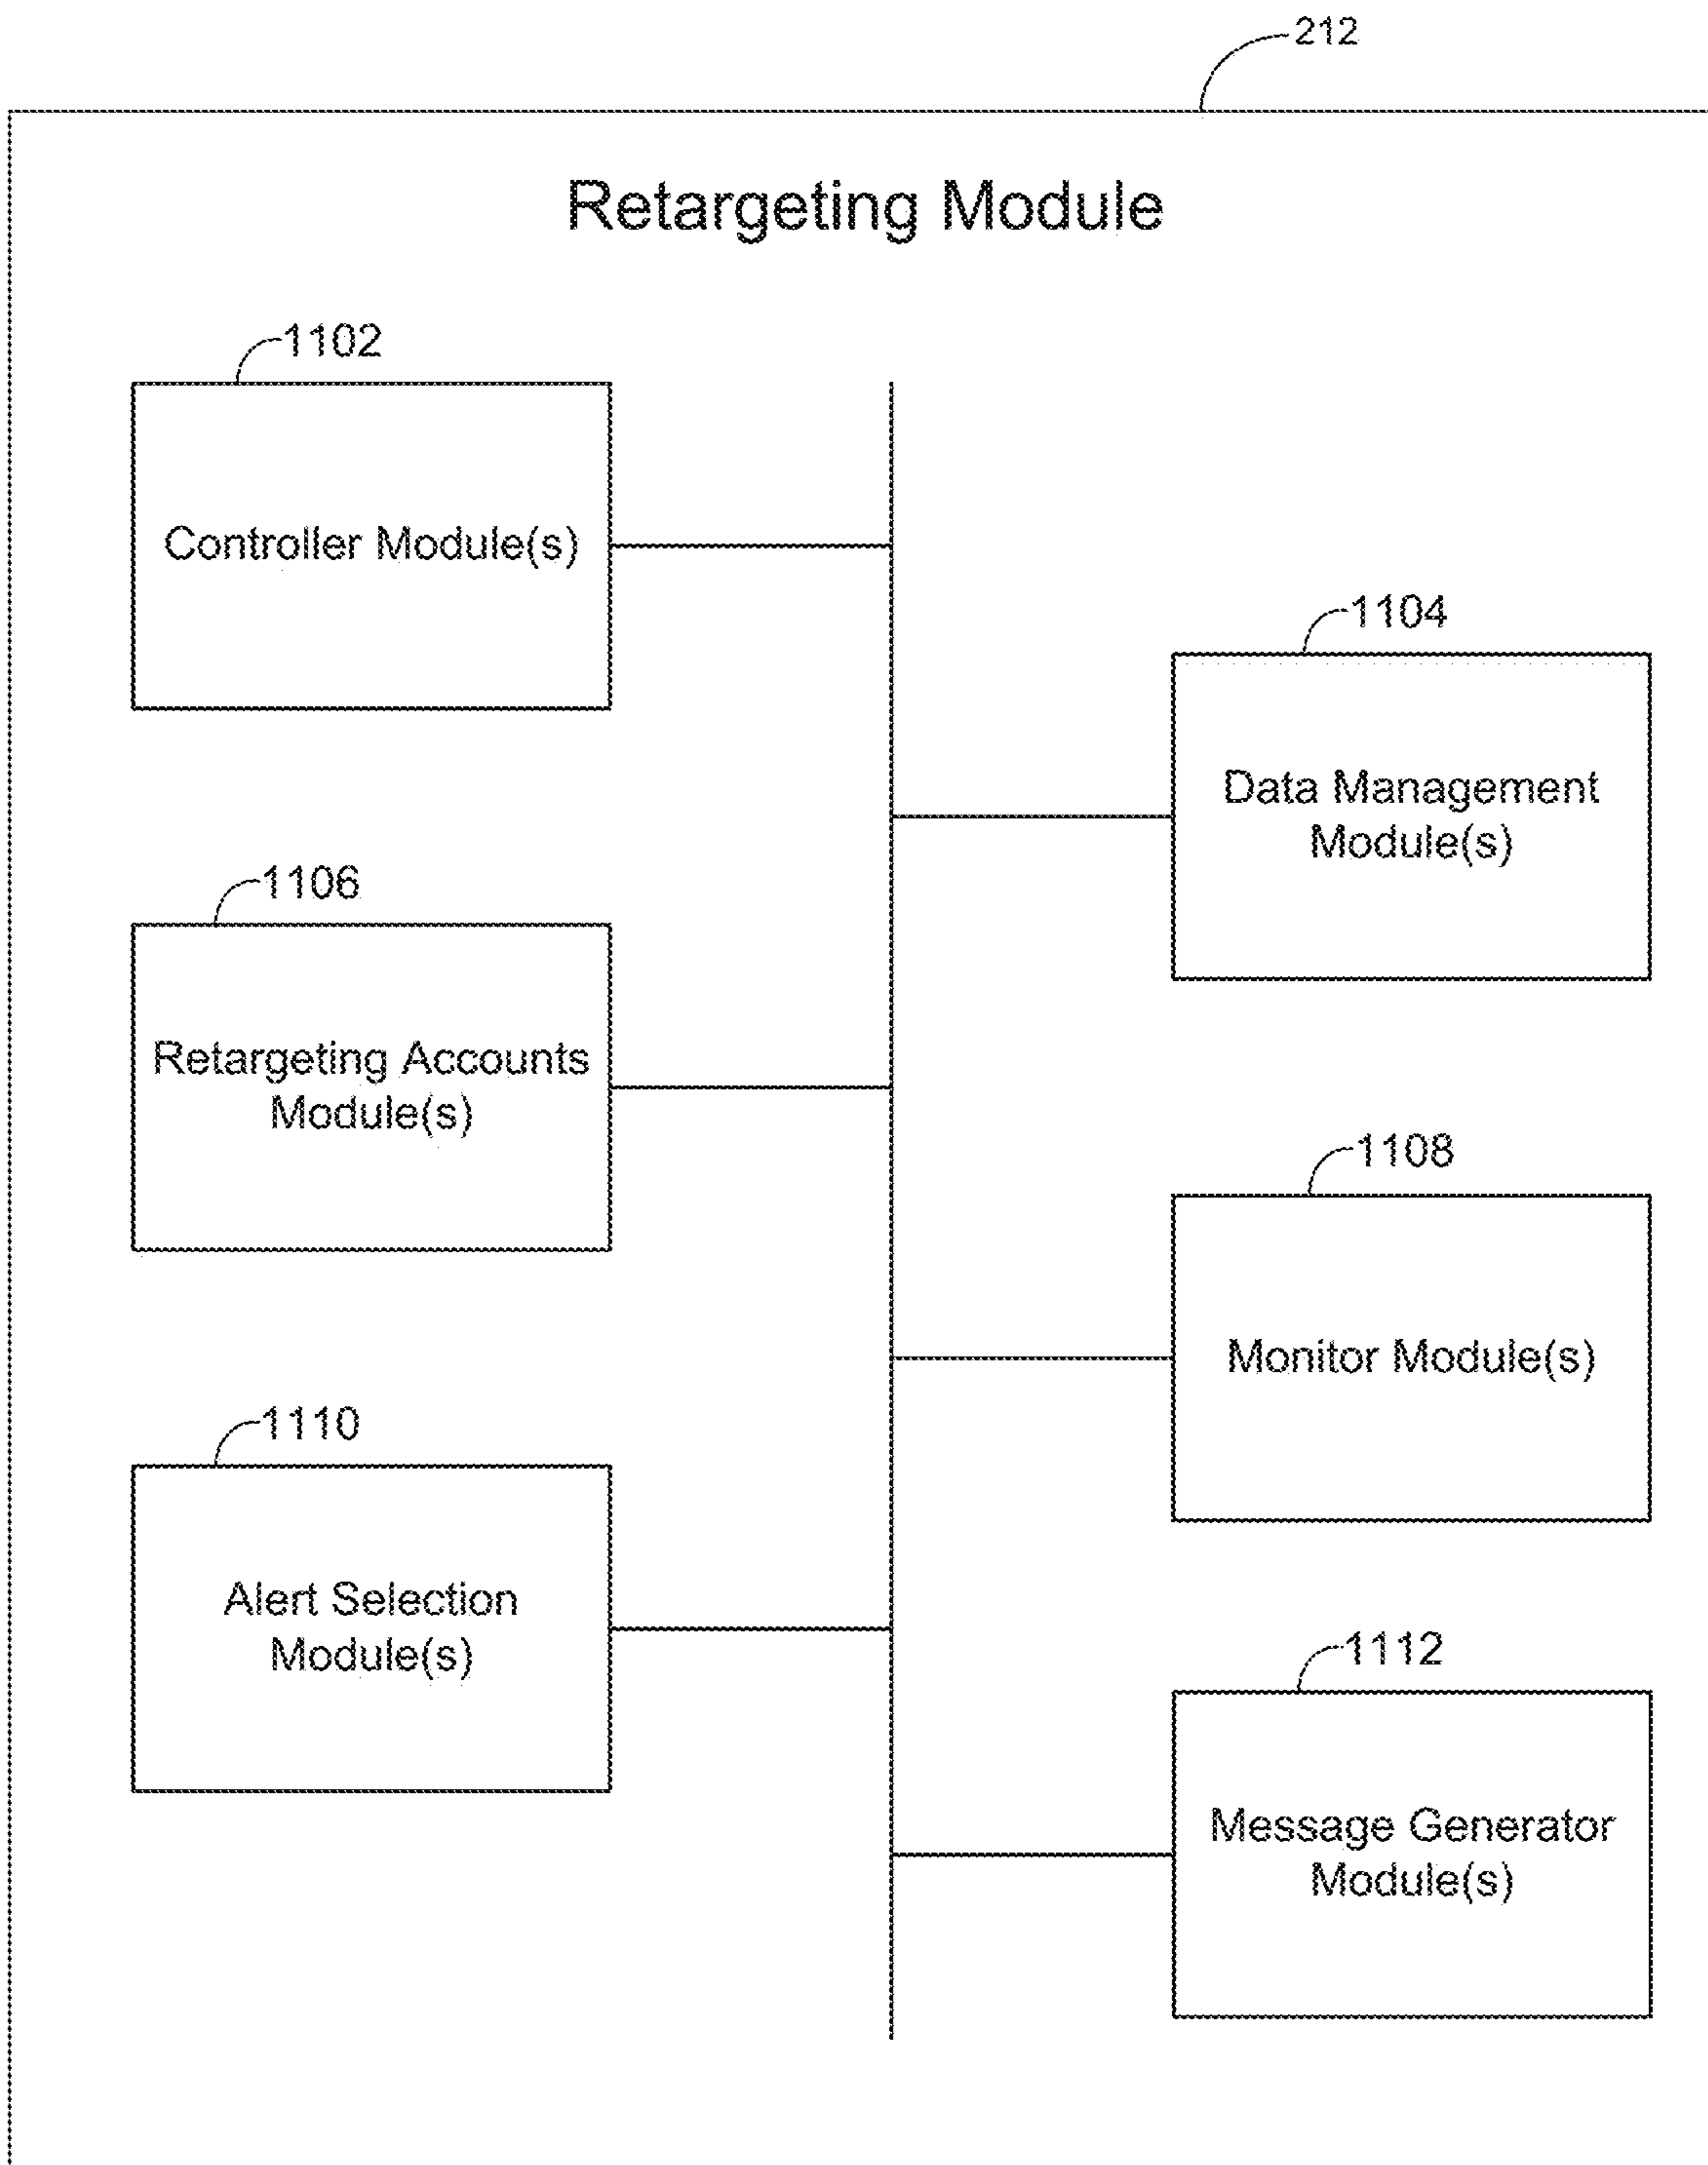 212
Retargeting Module
1102
Controller Module(s)
1104
Data Management
Module(s)
1106
Retargeting Accounts
Module(s)
1108
Monitor Module(s)
1110
Alert Selection
Module(s)
1112
Message Generator
Module(s)